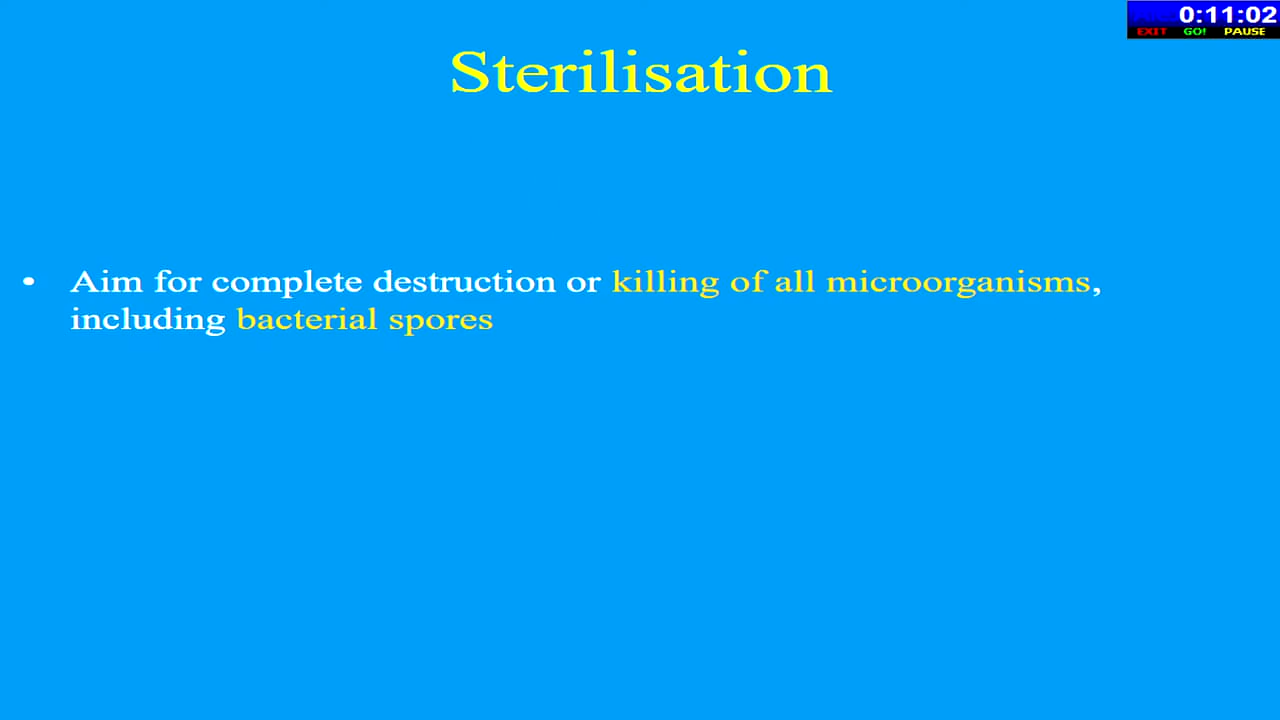 0:11:02
EXIT GO! PAUSE
Sterilisation
• Aim for complete destruction or killing of all microorganisms,
including bacterial spores